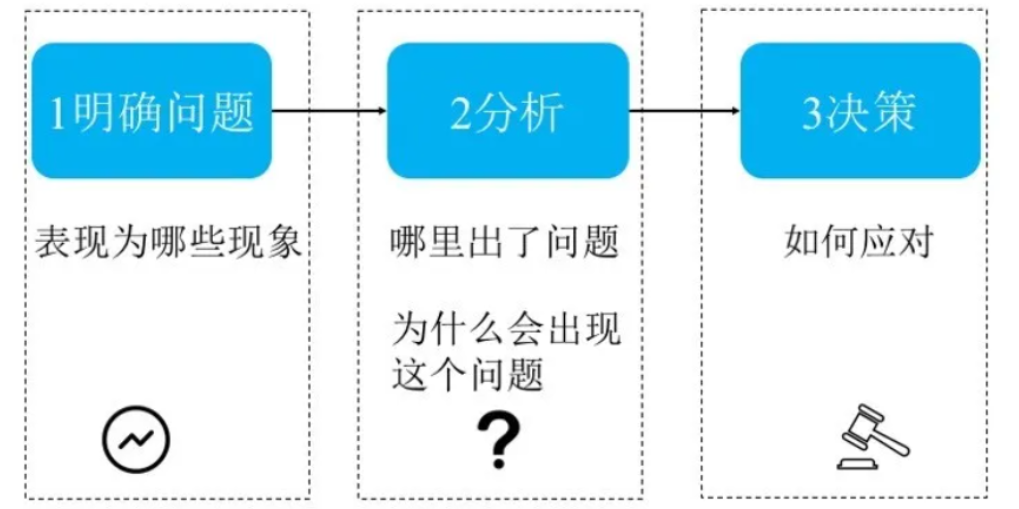 1明确问题
2分析
3决策
表现为哪些现象
哪里出了问题
为什么会出现
这个问题
如何应对
?